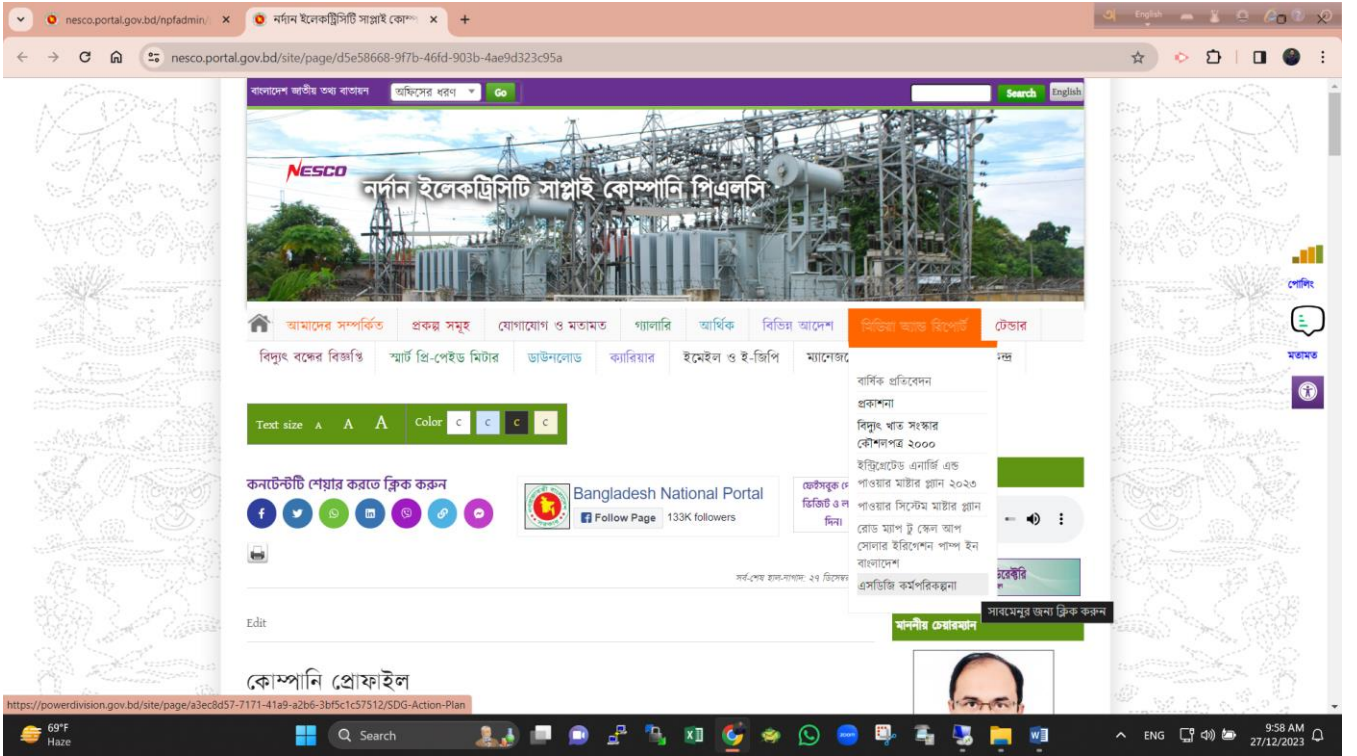 nesco.portal.gov.bd/npfadmin/
নর্দান ইলেকট্রিসিটি সাপ্লাই কো
English
nesco.portal.gov.bd/site/page/d5e58668-9f7b-46fd-903b-4ae9d323c95a
বাংলাদেশ জাতীয় তথ্য বাতায়ন অফিসের ধরণ Go Search English
NESCO
নর্দান ইলেকট্রিসিটি সাপ্লাই কোম্পানি পিএলসি
পোলিং
আমাদের সম্পর্কিত প্রকল্প সমূহ যোগাযোগ ও মতামত গ্যালারি আর্থিক বিভিন্ন আদেশ মিডিয়া অ্যান্ড রিপোর্ট টেন্ডার
বিদ্যুৎ বন্ধের বিজ্ঞপ্তি স্মার্ট প্রি-পেইড মিটার ডাউনলোড ক্যারিয়ার ইমেইল ও ই-জিপি
মতামত
বার্ষিক প্রতিবেদন
প্রকাশনা
বিদ্যুৎ খাত সংস্কার
কৌশলপত্র ২০০০
ইন্ট্রিগ্রেটেড এনার্জি এন্ড
পাওয়ার মাষ্টার প্ল্যান ২০২৩
পাওয়ার সিস্টেম মাষ্টার প্ল্যান
রোড ম্যাপ টু স্কেল আপ
সোলার ইরিগেশন পাম্প ইন
বাংলাদেশ
এসডিজি কর্মপরিকল্পনা
সাবমেনুর জন্য ক্লিক করুন
Text size A A A Color C C C C
কনটেন্টটি শেয়ার করতে ক্লিক করুন
Bangladesh National Portal
Follow Page 133K followers
ফেইসবুক
ভিজিট ও
দিন।
সর্ব-শেষ হাল-নাগাদ: ২৭
Edit
মাননীয় চেয়ারম্যান
কোম্পানি প্রোফাইল
https://powerdivision.gov.bd/site/page/a3ec8d57-7171-41a9-a2b6-3bf5c1c57512/SDG-Action-Plan
69°F
Haze
Search
ENG
9:58 AM
27/12/2023